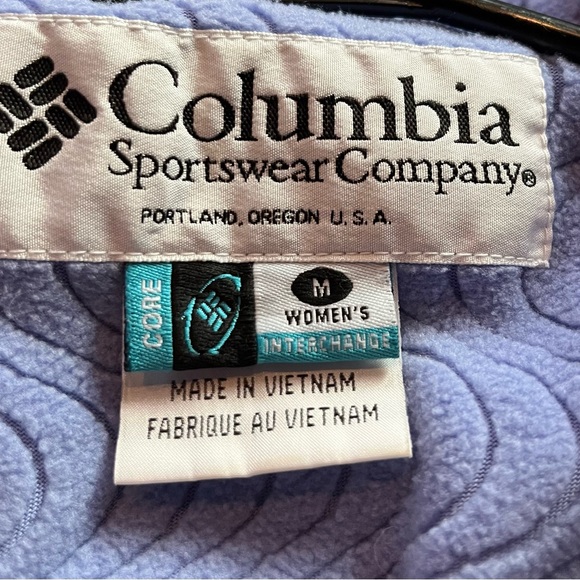 Columbia
Sportswear Company®
PORTLAND, OREGON U.S.A.
CORE
M
WOMEN'S
INTERCHANGE
MADE IN VIETNAM
FABRIQUE AU VIETNAM